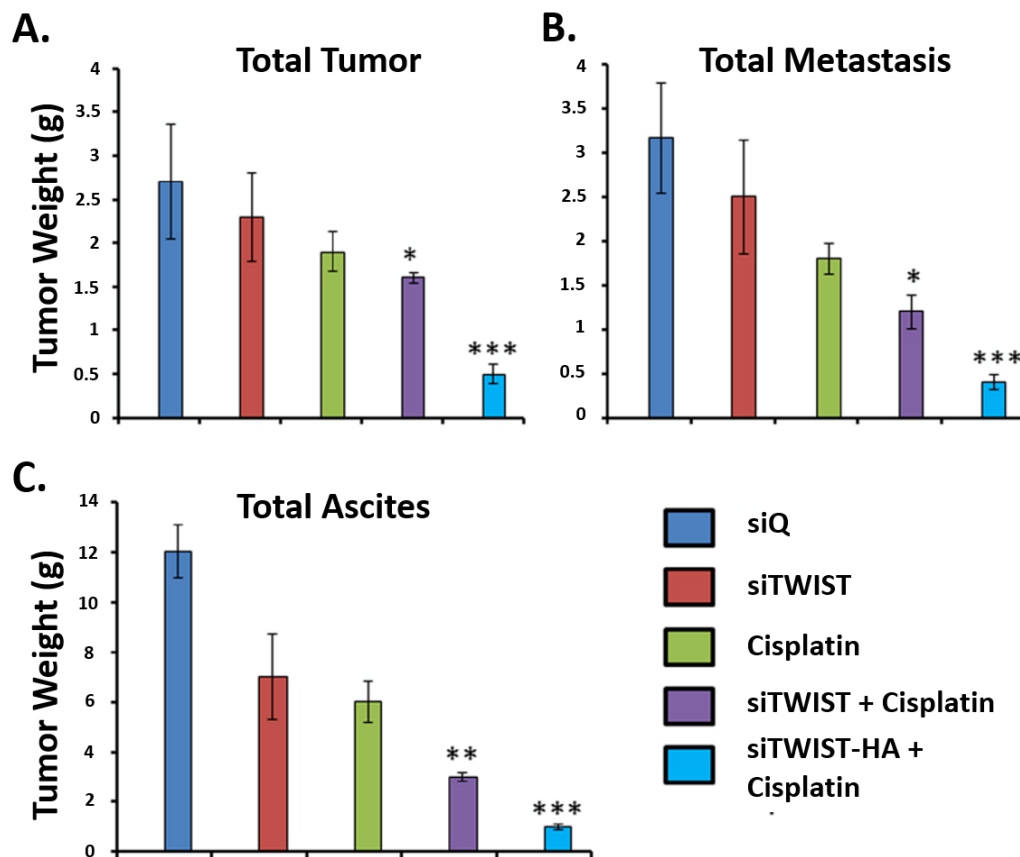 A.
Total Tumor
Tumor Weight (g)
4
3.5
3
2.5
2
1.5
1
0.5
0
*
***
B.
Total Metastasis
4
3.5
3
2.5
2
1.5
1
0.5
0
*
***
C.
Total Ascites
Tumor Weight (g)
14
12
10
8
6
4
2
0
**
***
siQ
siTWIST
Cisplatin
siTWIST + Cisplatin
siTWIST-HA +
Cisplatin